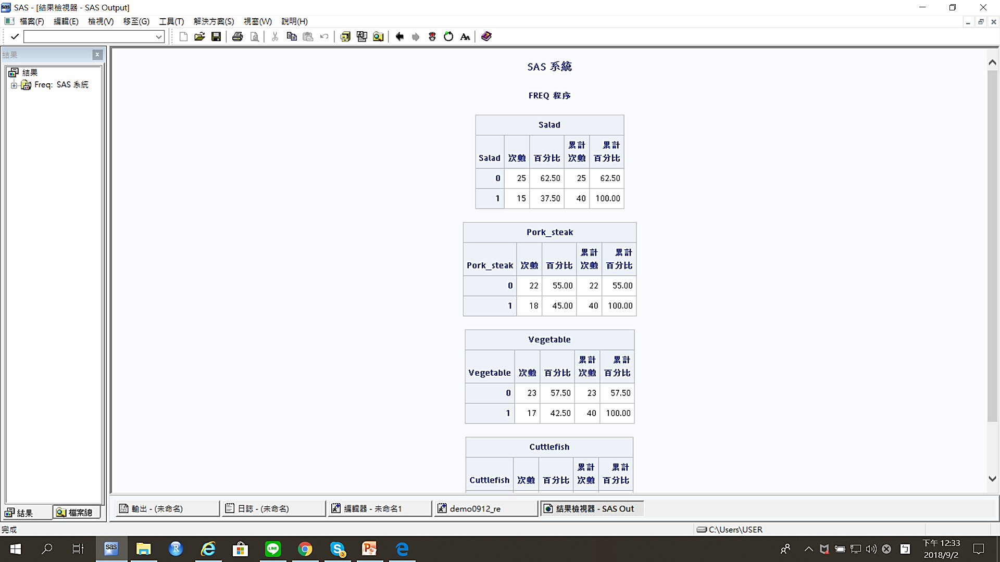 SAS - [結果檢視器 - SAS Output]
檔案(F) 編輯(E) 檢視(V) 移至(G) 工具(T) 解決方案(S) 視窗(W) 說明(H)
結果
結果
Freq: SAS 系統
SAS 系統
FREQ 程序
Salad
Salad 次數 百分比 累計次數 累計百分比
0 25 62.50 25 62.50
1 15 37.50 40 100.00
Pork_steak
Pork_steak 次數 百分比 累計次數 累計百分比
0 22 55.00 22 55.00
1 18 45.00 40 100.00
Vegetable
Vegetable 次數 百分比 累計次數 累計百分比
0 23 57.50 23 57.50
1 17 42.50 40 100.00
Cuttlefish
Cuttlefish 次數 百分比 累計次數 累計百分比
結果 檔案總
輸出 - (未命名) 日誌 - (未命名) 編輯器 - 未命名1 demo0912_re 結果檢視器 - SAS Out
完成
C:\Users\USER
下午 12:33
2018/9/2